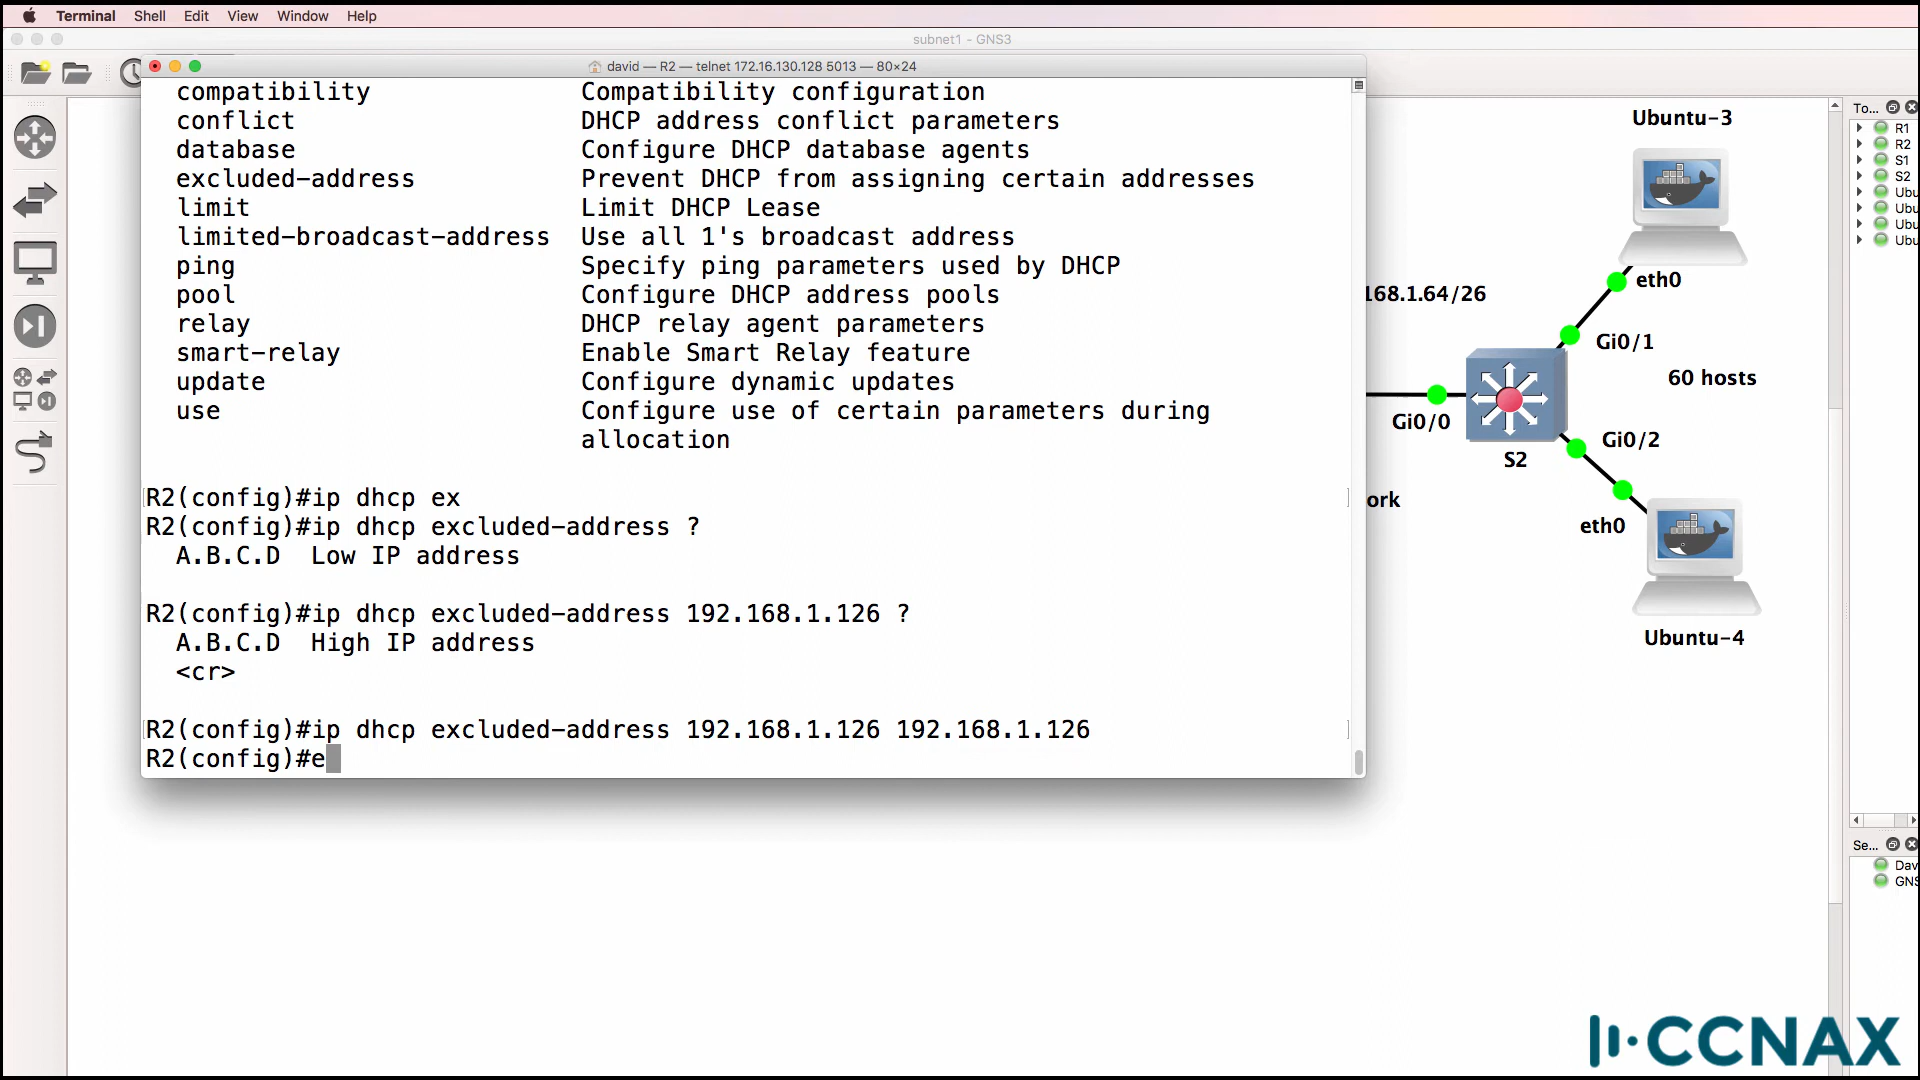 Terminal Shell Edit View Window Help
subnet1 - GNS3
david — R2 — telnet 172.16.130.128 5013 — 80×24
compatibility Compatibility configuration
conflict DHCP address conflict parameters
database Configure DHCP database agents
excluded-address Prevent DHCP from assigning certain addresses
limit Limit DHCP Lease
limited-broadcast-address Use all 1's broadcast address
ping Specify ping parameters used by DHCP
pool Configure DHCP address pools
relay DHCP relay agent parameters
smart-relay Enable Smart Relay feature
update Configure dynamic updates
use Configure use of certain parameters during
allocation
R2(config)#ip dhcp ex
R2(config)#ip dhcp excluded-address ?
A.B.C.D Low IP address
R2(config)#ip dhcp excluded-address 192.168.1.126 ?
A.B.C.D High IP address
<cr>
R2(config)#ip dhcp excluded-address 192.168.1.126 192.168.1.126
R2(config)#e
Ubuntu-3
eth0
168.1.64/26
Gi0/1
60 hosts
Gi0/0
Gi0/2
S2
ork
eth0
Ubuntu-4
To...
R1
R2
S1
S2
Ubu
Ubu
Ubu
Ubu
Se...
Dav
GNS
CCNAX